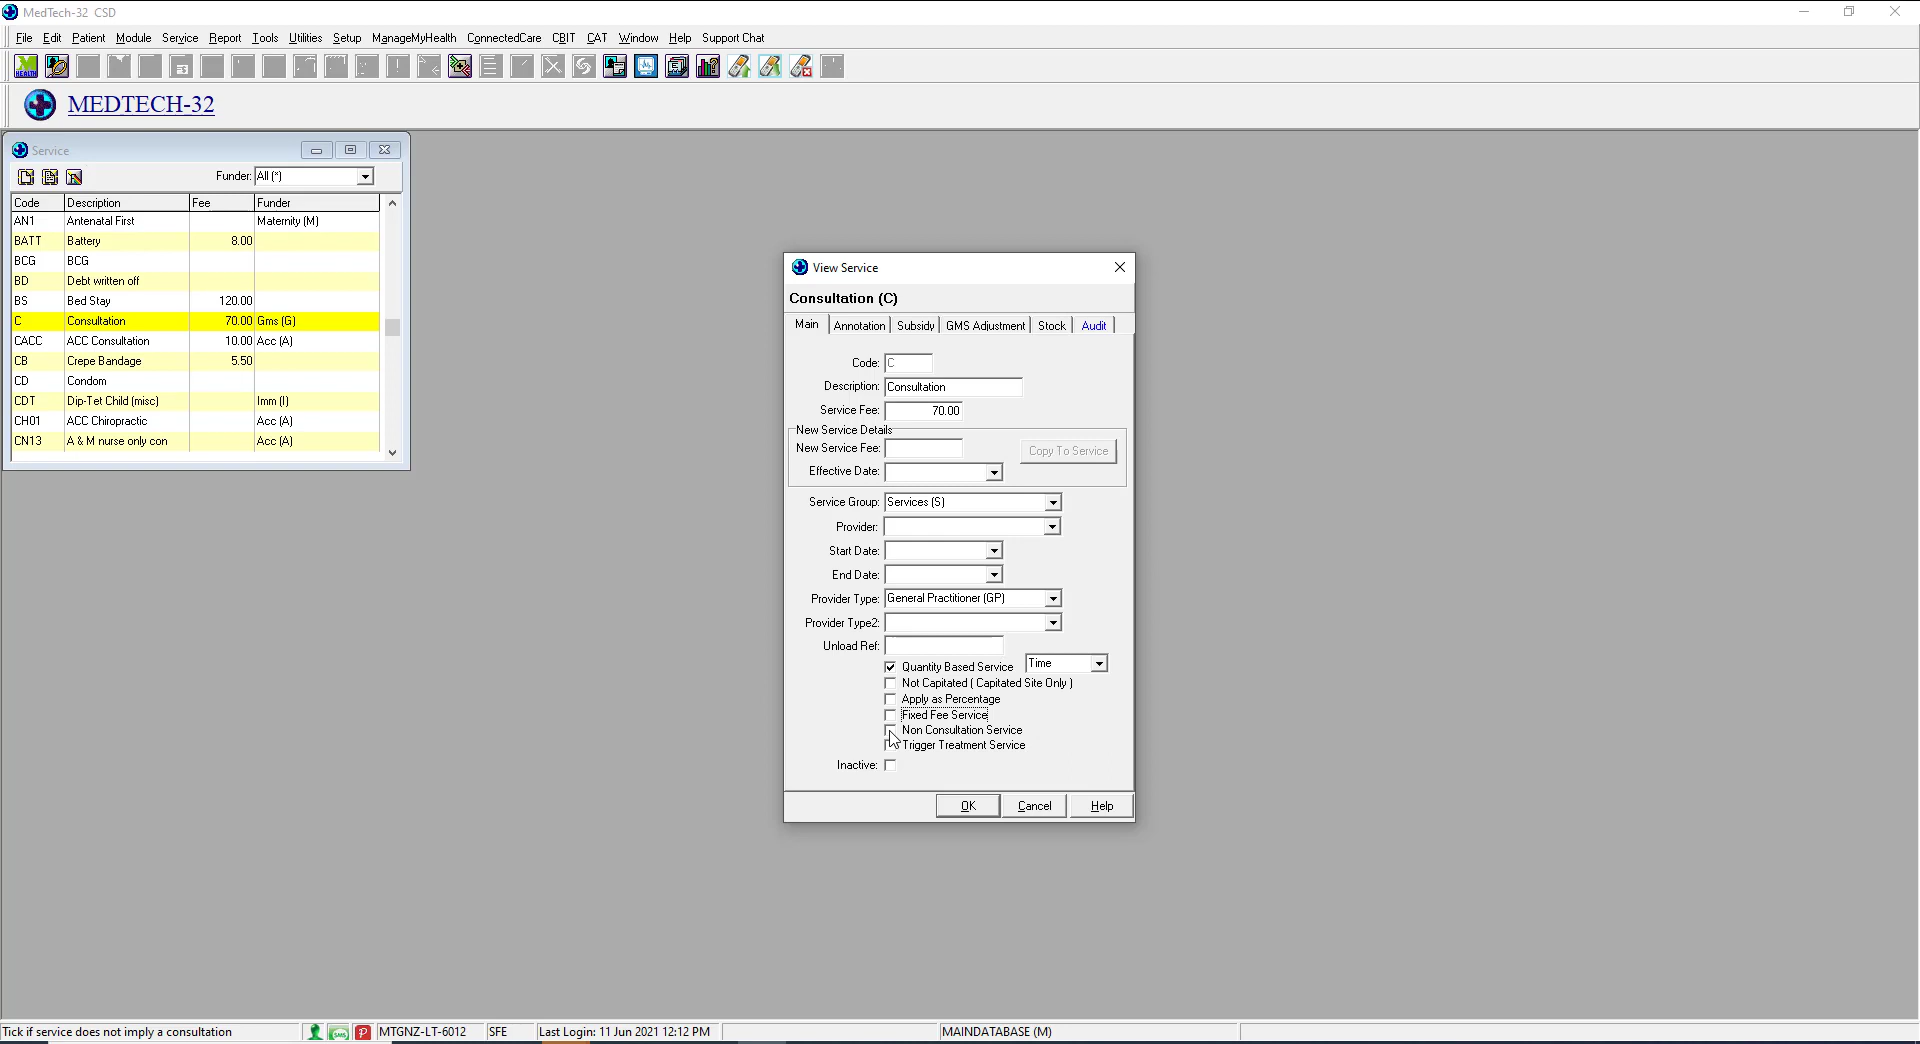 MedTech-32 CSD
File Edit Patient Module Service Report Tools Utilities Setup ManageMyHealth ConnectedCare CBIT CAT Window Help Support Chat
MEDTECH-32
Service
Funder: All (*)
Code Description Fee Funder
AN1 Antenatal First Maternity (M)
BATT Battery 8.00
BCG BCG
BD Debt written off
BS Bed Stay 120.00
C Consultation 70.00 Gms (G)
CACC ACC Consultation 10.00 Acc (A)
CB Crepe Bandage 5.50
CD Condom
CDT Dip-Tet Child (misc) Imm (I)
CH01 ACC Chiropractic Acc (A)
CN13 A & M nurse only con Acc (A)
View Service
Consultation (C)
Main Annotation Subsidy GMS Adjustment Stock Audit
Code: C
Description: Consultation
Service Fee: 70.00
New Service Details
New Service Fee: Copy To Service
Effective Date:
Service Group: Services (S)
Provider:
Start Date:
End Date:
Provider Type: General Practitioner (GP)
Provider Type2:
Unload Ref:
Quantity Based Service Time
Not Capitated ( Capitated Site Only )
Apply as Percentage
Fixed Fee Service
Non Consultation Service
Trigger Treatment Service
Inactive:
OK Cancel Help
Tick if service does not imply a consultation SMS P MTGNZ-LT-6012 SFE Last Login: 11 Jun 2021 12:12 PM MAINDATABASE (M)